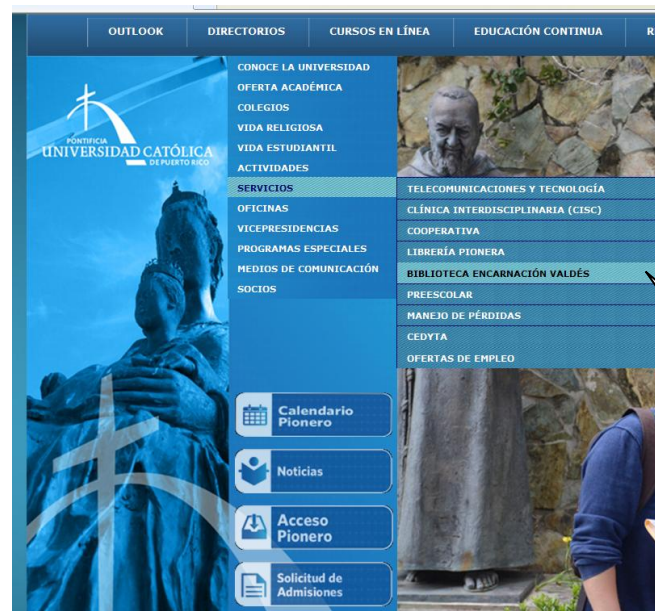 OUTLOOK
DIRECTORIOS
CURSOS EN LÍNEA
EDUCACIÓN CONTINUA
PONTIFICIA
UNIVERSIDAD CATÓLICA
DE PUERTO RICO
CONOCE LA UNIVERSIDAD
OFERTA ACADÉMICA
COLEGIOS
VIDA RELIGIOSA
VIDA ESTUDIANTIL
ACTIVIDADES
SERVICIOS
OFICINAS
VICEPRESIDENCIAS
PROGRAMAS ESPECIALES
MEDIOS DE COMUNICACIÓN
SOCIOS
TELECOMUNICACIONES Y TECNOLOGÍA
CLÍNICA INTERDISCIPLINARIA (CISC)
COOPERATIVA
LIBRERÍA PIONERA
BIBLIOTECA ENCARNACIÓN VALDÉS
PREESCOLAR
MANEJO DE PÉRDIDAS
CEDYTA
OFERTAS DE EMPLEO
Calendario
Pionero
Noticias
Acceso
Pionero
Solicitud de
Admisiones